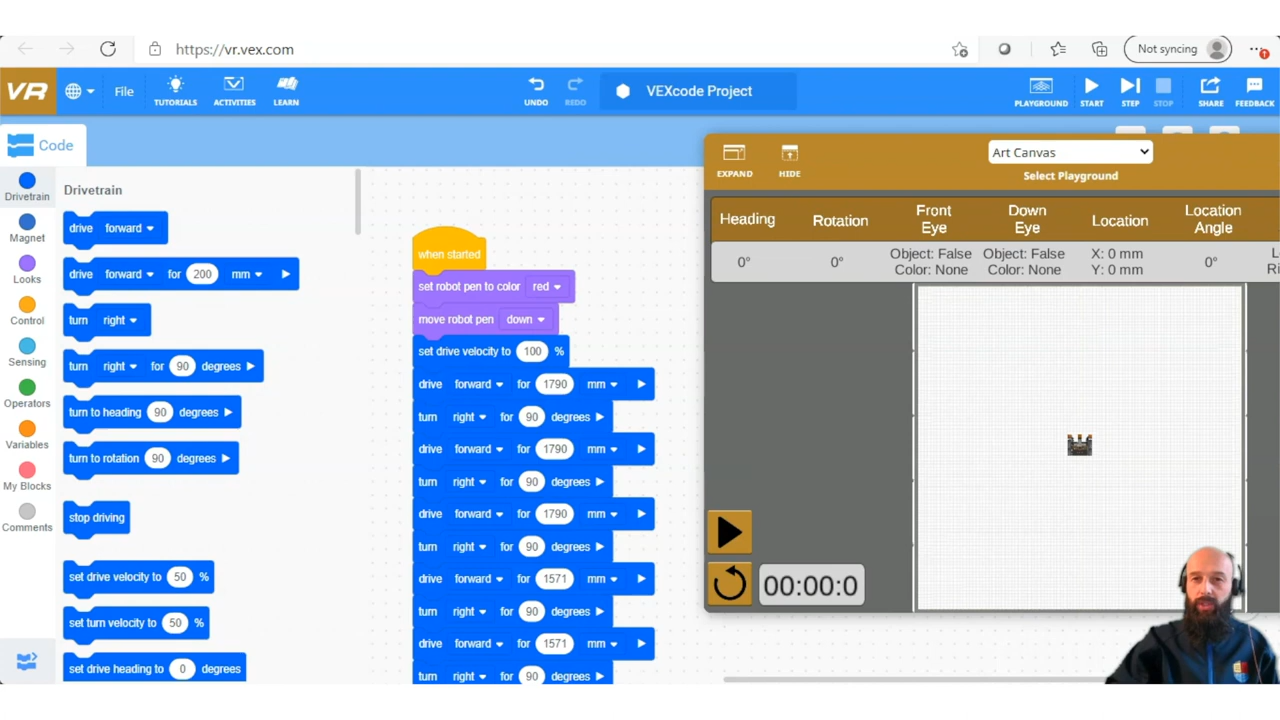 https://vr.vex.com
Not syncing
VR
File
TUTORIALS
ACTIVITIES
LEARN
UNDO
REDO
VEXcode Project
PLAYGROUND
START
STEP
STOP
SHARE
FEEDBACK
Code
Drivetrain
Magnet
Looks
Control
Sensing
Operators
Variables
My Blocks
Comments
Drivetrain
drive forward
drive forward for 200 mm
turn right
turn right for 90 degrees
turn to heading 90 degrees
turn to rotation 90 degrees
stop driving
set drive velocity to 50 %
set turn velocity to 50 %
set drive heading to 0 degrees
when started
set robot pen to color red
move robot pen down
set drive velocity to 100 %
drive forward for 1790 mm
turn right for 90 degrees
drive forward for 1790 mm
turn right for 90 degrees
drive forward for 1790 mm
turn right for 90 degrees
drive forward for 1571 mm
turn right for 90 degrees
drive forward for 1571 mm
turn right for 90 degrees
EXPAND
HIDE
Art Canvas
Select Playground
Heading
Rotation
Front
Eye
Down
Eye
Location
Location
Angle
0°
0°
Object: False
Color: None
Object: False
Color: None
X: 0 mm
Y: 0 mm
0°
00:00:0